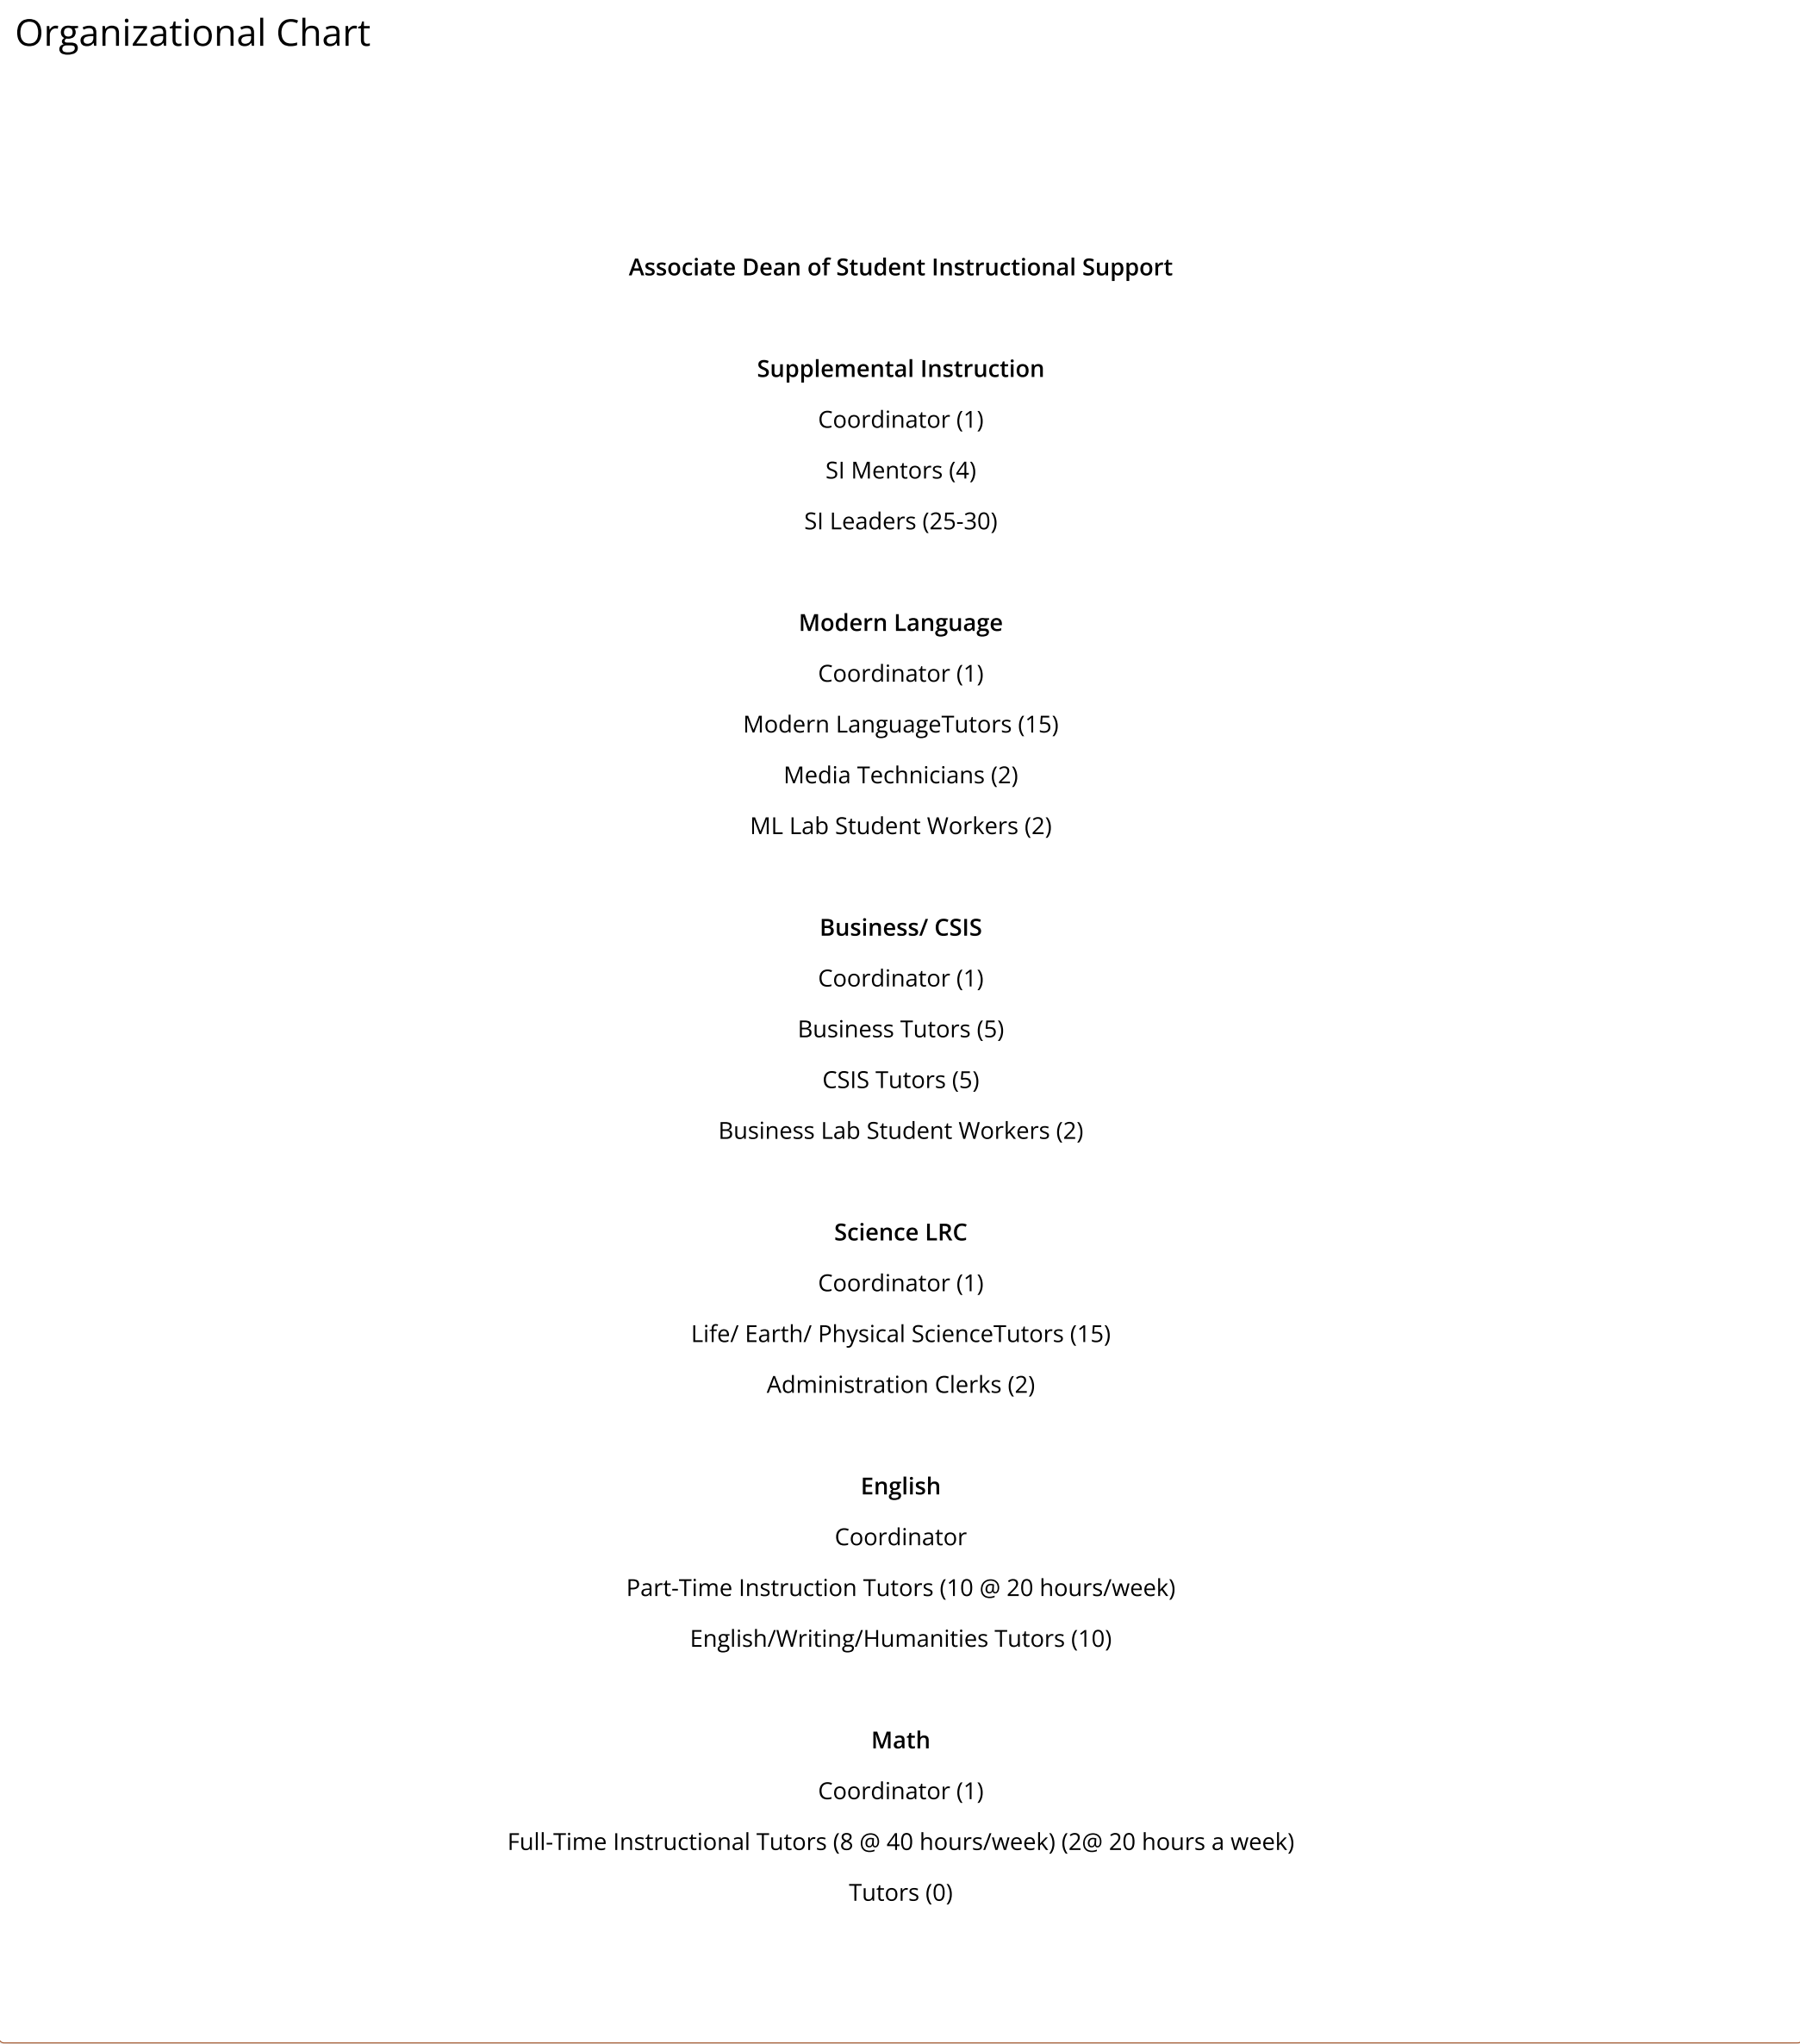 Organizational Chart
Associate Dean of Student Instructional Support
Supplemental Instruction
Coordinator (1)
SI Mentors (4)
SI Leaders (25-30)
Modern Language
Coordinator (1)
Modern LanguageTutors (15)
Media Technicians (2)
ML Lab Student Workers (2)
Business/ CSIS
Coordinator (1)
Business Tutors (5)
CSIS Tutors (5)
Business Lab Student Workers (2)
Science LRC
Coordinator (1)
Life/ Earth/ Physical ScienceTutors (15)
Administration Clerks (2)
English
Coordinator
Part-Time Instruction Tutors (10 @ 20 hours/week)
English/Writing/Humanities Tutors (10)
Math
Coordinator (1)
Full-Time Instructional Tutors (8 @ 40 hours/week) (2@ 20 hours a week)
Tutors (0)